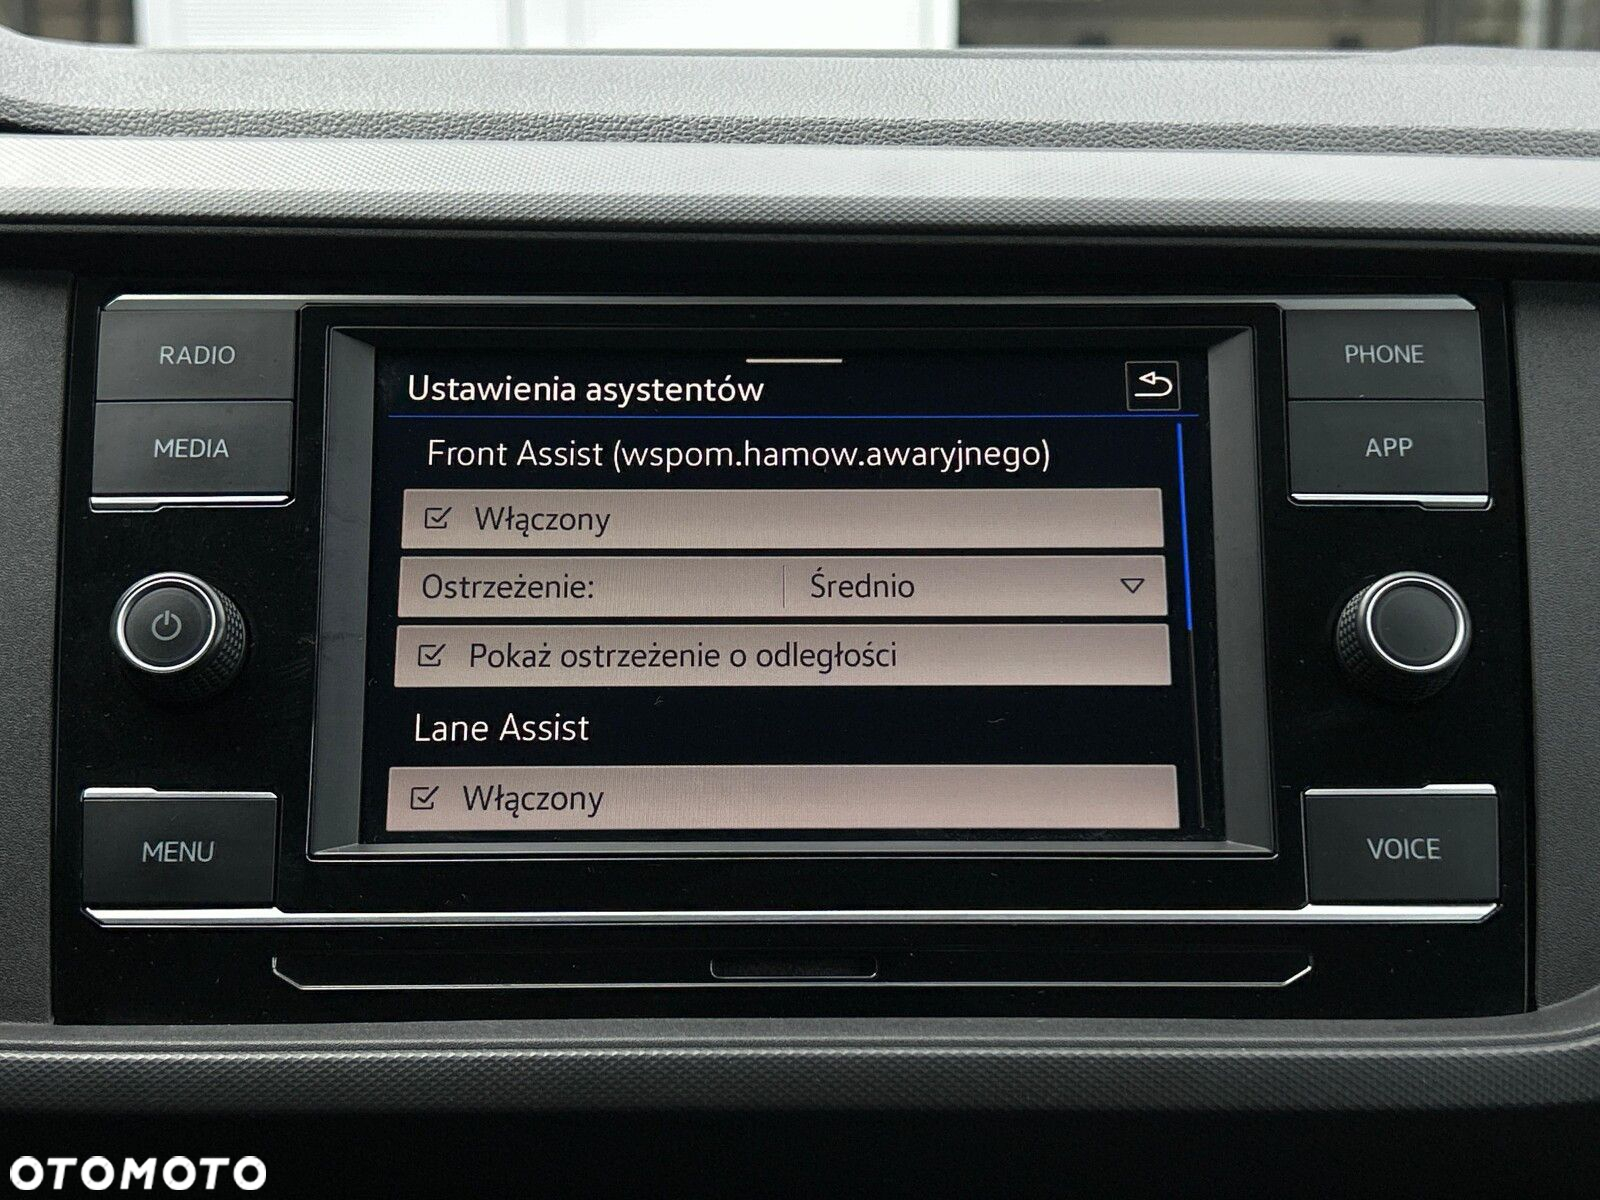 RADIO
MEDIA
MENU
Ustawienia asystentów
Front Assist (wspom.hamow.awaryjnego)
Włączony
Ostrzeżenie: Średnio
Pokaż ostrzeżenie o odległości
Lane Assist
Włączony
PHONE
APP
VOICE
OTOMOTO